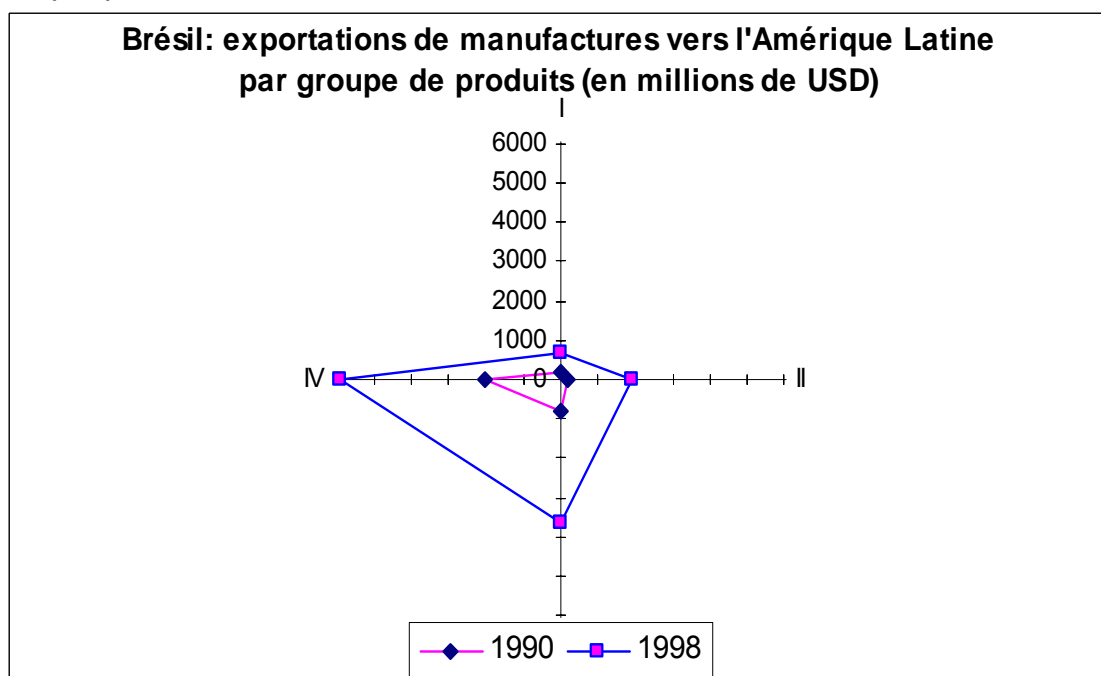 Brésil: exportations de manufactures vers l'Amérique Latine
par groupe de produits (en millions de USD)
I
6000
5000
4000
3000
2000
1000
IV 0 II
1990 1998